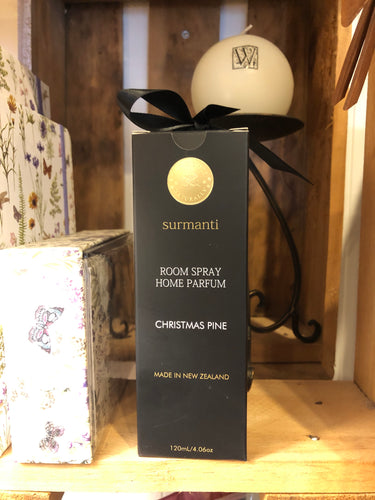 W
surmanti
ROOM SPRAY
HOME PARFUM
CHRISTMAS PINE
MADE IN NEW ZEALAND
120mL/4.06oz